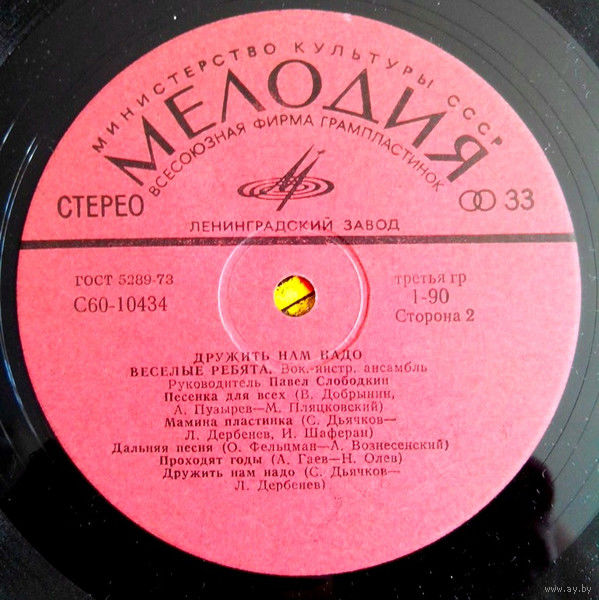 МИНИСТЕРСТВО КУЛЬТУРЫ СССР
МЕЛОДИЯ
ВСЕСОЮЗНАЯ ФИРМА ГРАМПЛАСТИНОК
СТЕРЕО
33
ЛЕНИНГРАДСКИЙ ЗАВОД
ГОСТ 5289-73
третья гр
С60-10434
1-90
Сторона 2
ДРУЖИТЬ НАМ НАДО
ВЕСЕЛЫЕ РЕБЯТА. Вок.-инстр. ансамбль
Руководитель Павел Слободкин
Песенка для всех (В. Добрынин,
А. Пузырев—М. Пляцковский)
Мамина пластинка (С. Дьячков—
Л. Дербенев, И. Шаферан)
Дальняя песня (О. Фельцман—А. Вознесенский)
Проходят годы (А. Гаев—Н. Олев)
Дружить нам надо (С. Дьячков—
Л. Дербенев)
www.ay.by